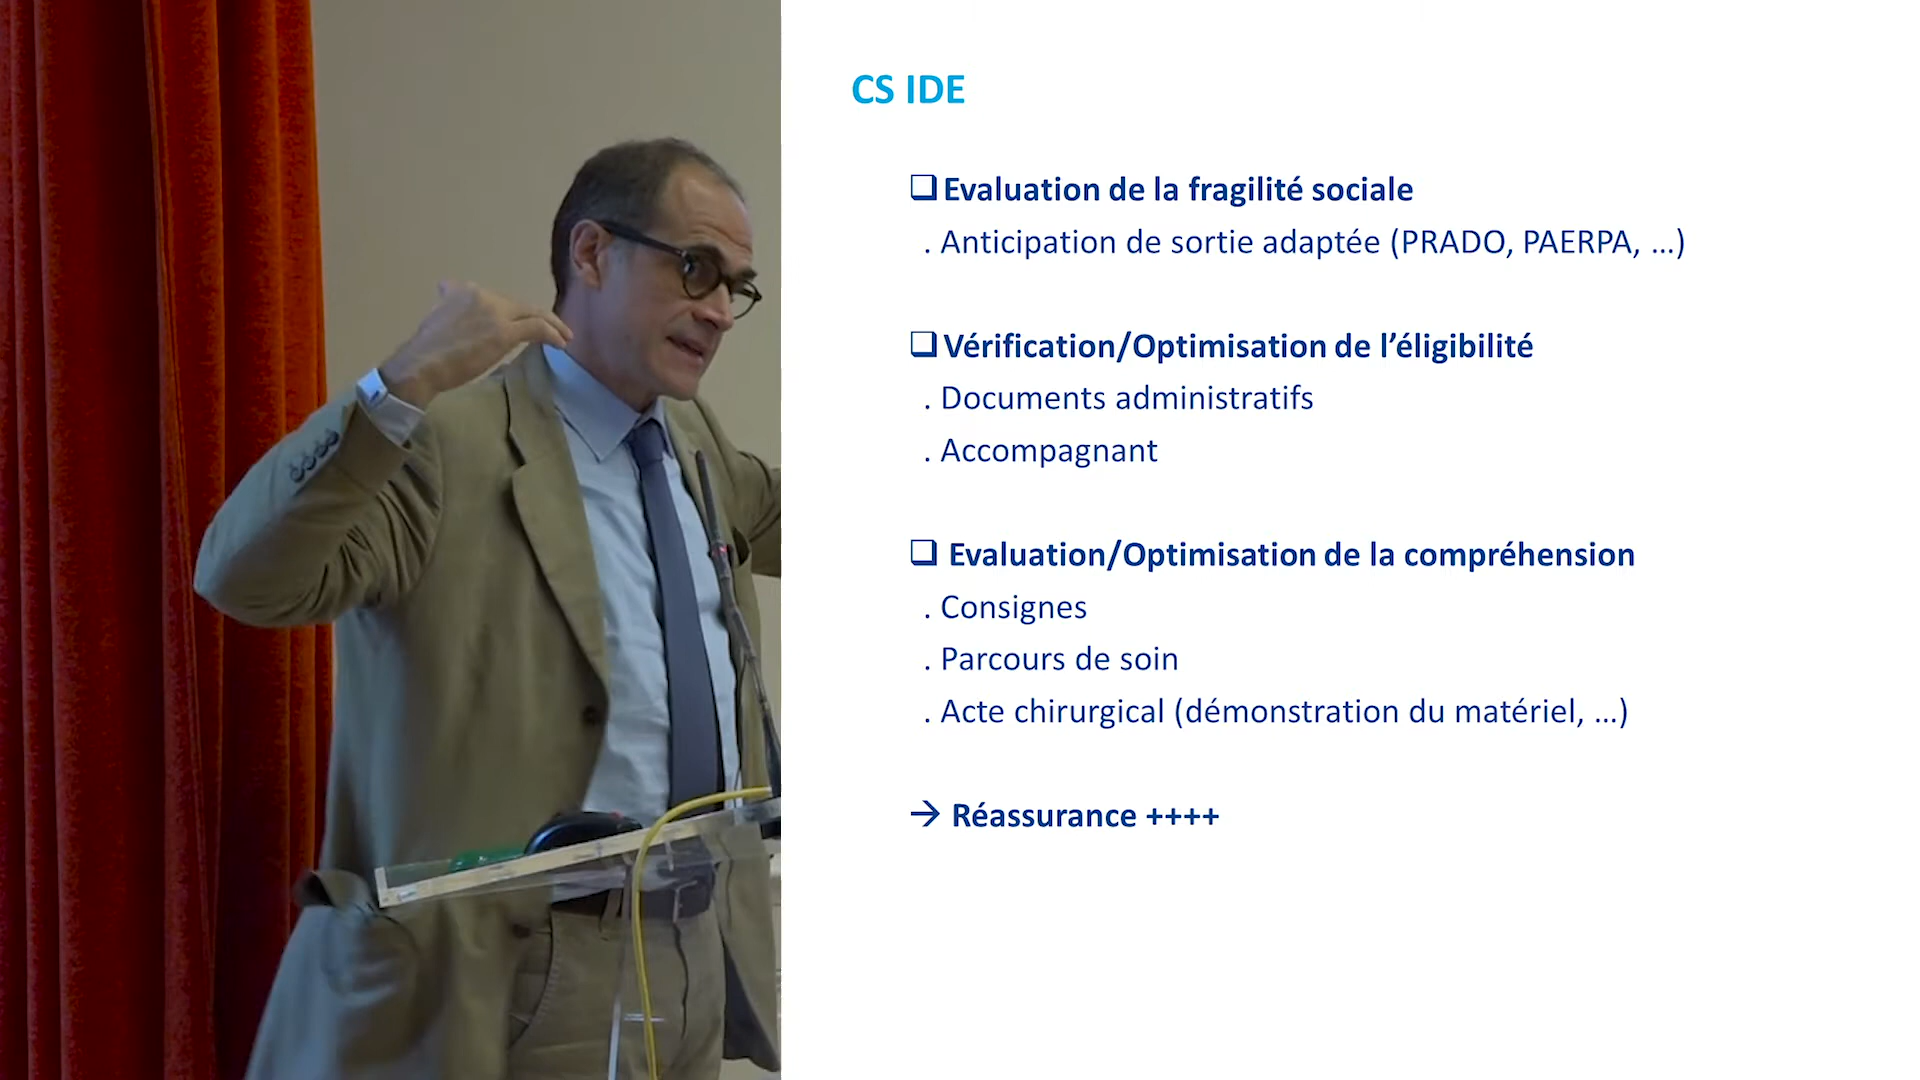 CS IDE
Evaluation de la fragilité sociale
. Anticipation de sortie adaptée (PRADO, PAERPA, ...)
Vérification/Optimisation de l’éligibilité
. Documents administratifs
. Accompagnant
Evaluation/Optimisation de la compréhension
. Consignes
. Parcours de soin
. Acte chirurgical (démonstration du matériel, ...)
→ Réassurance ++++